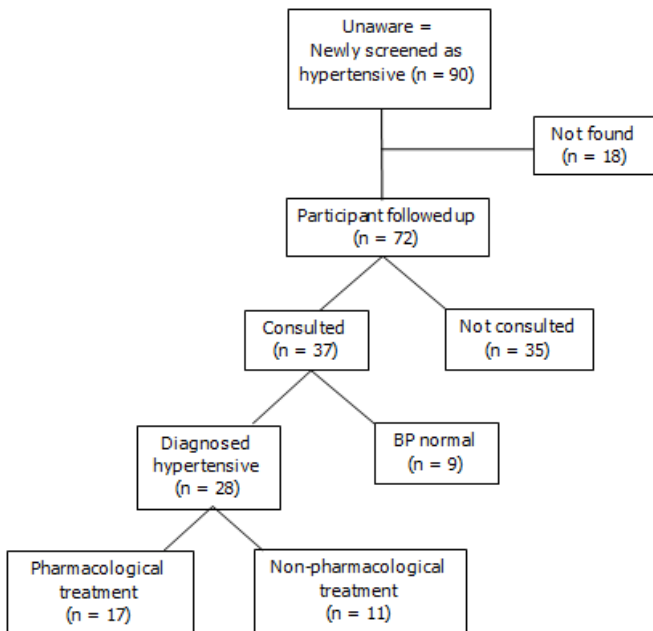 Unaware =
Newly screened as
hypertensive (n = 90)
Not found
(n = 18)
Participant followed up
(n = 72)
Consulted
(n = 37)
Not consulted
(n = 35)
Diagnosed
hypertensive
(n = 28)
BP normal
(n = 9)
Pharmacological
treatment
(n = 17)
Non-pharmacological
treatment
(n = 11)